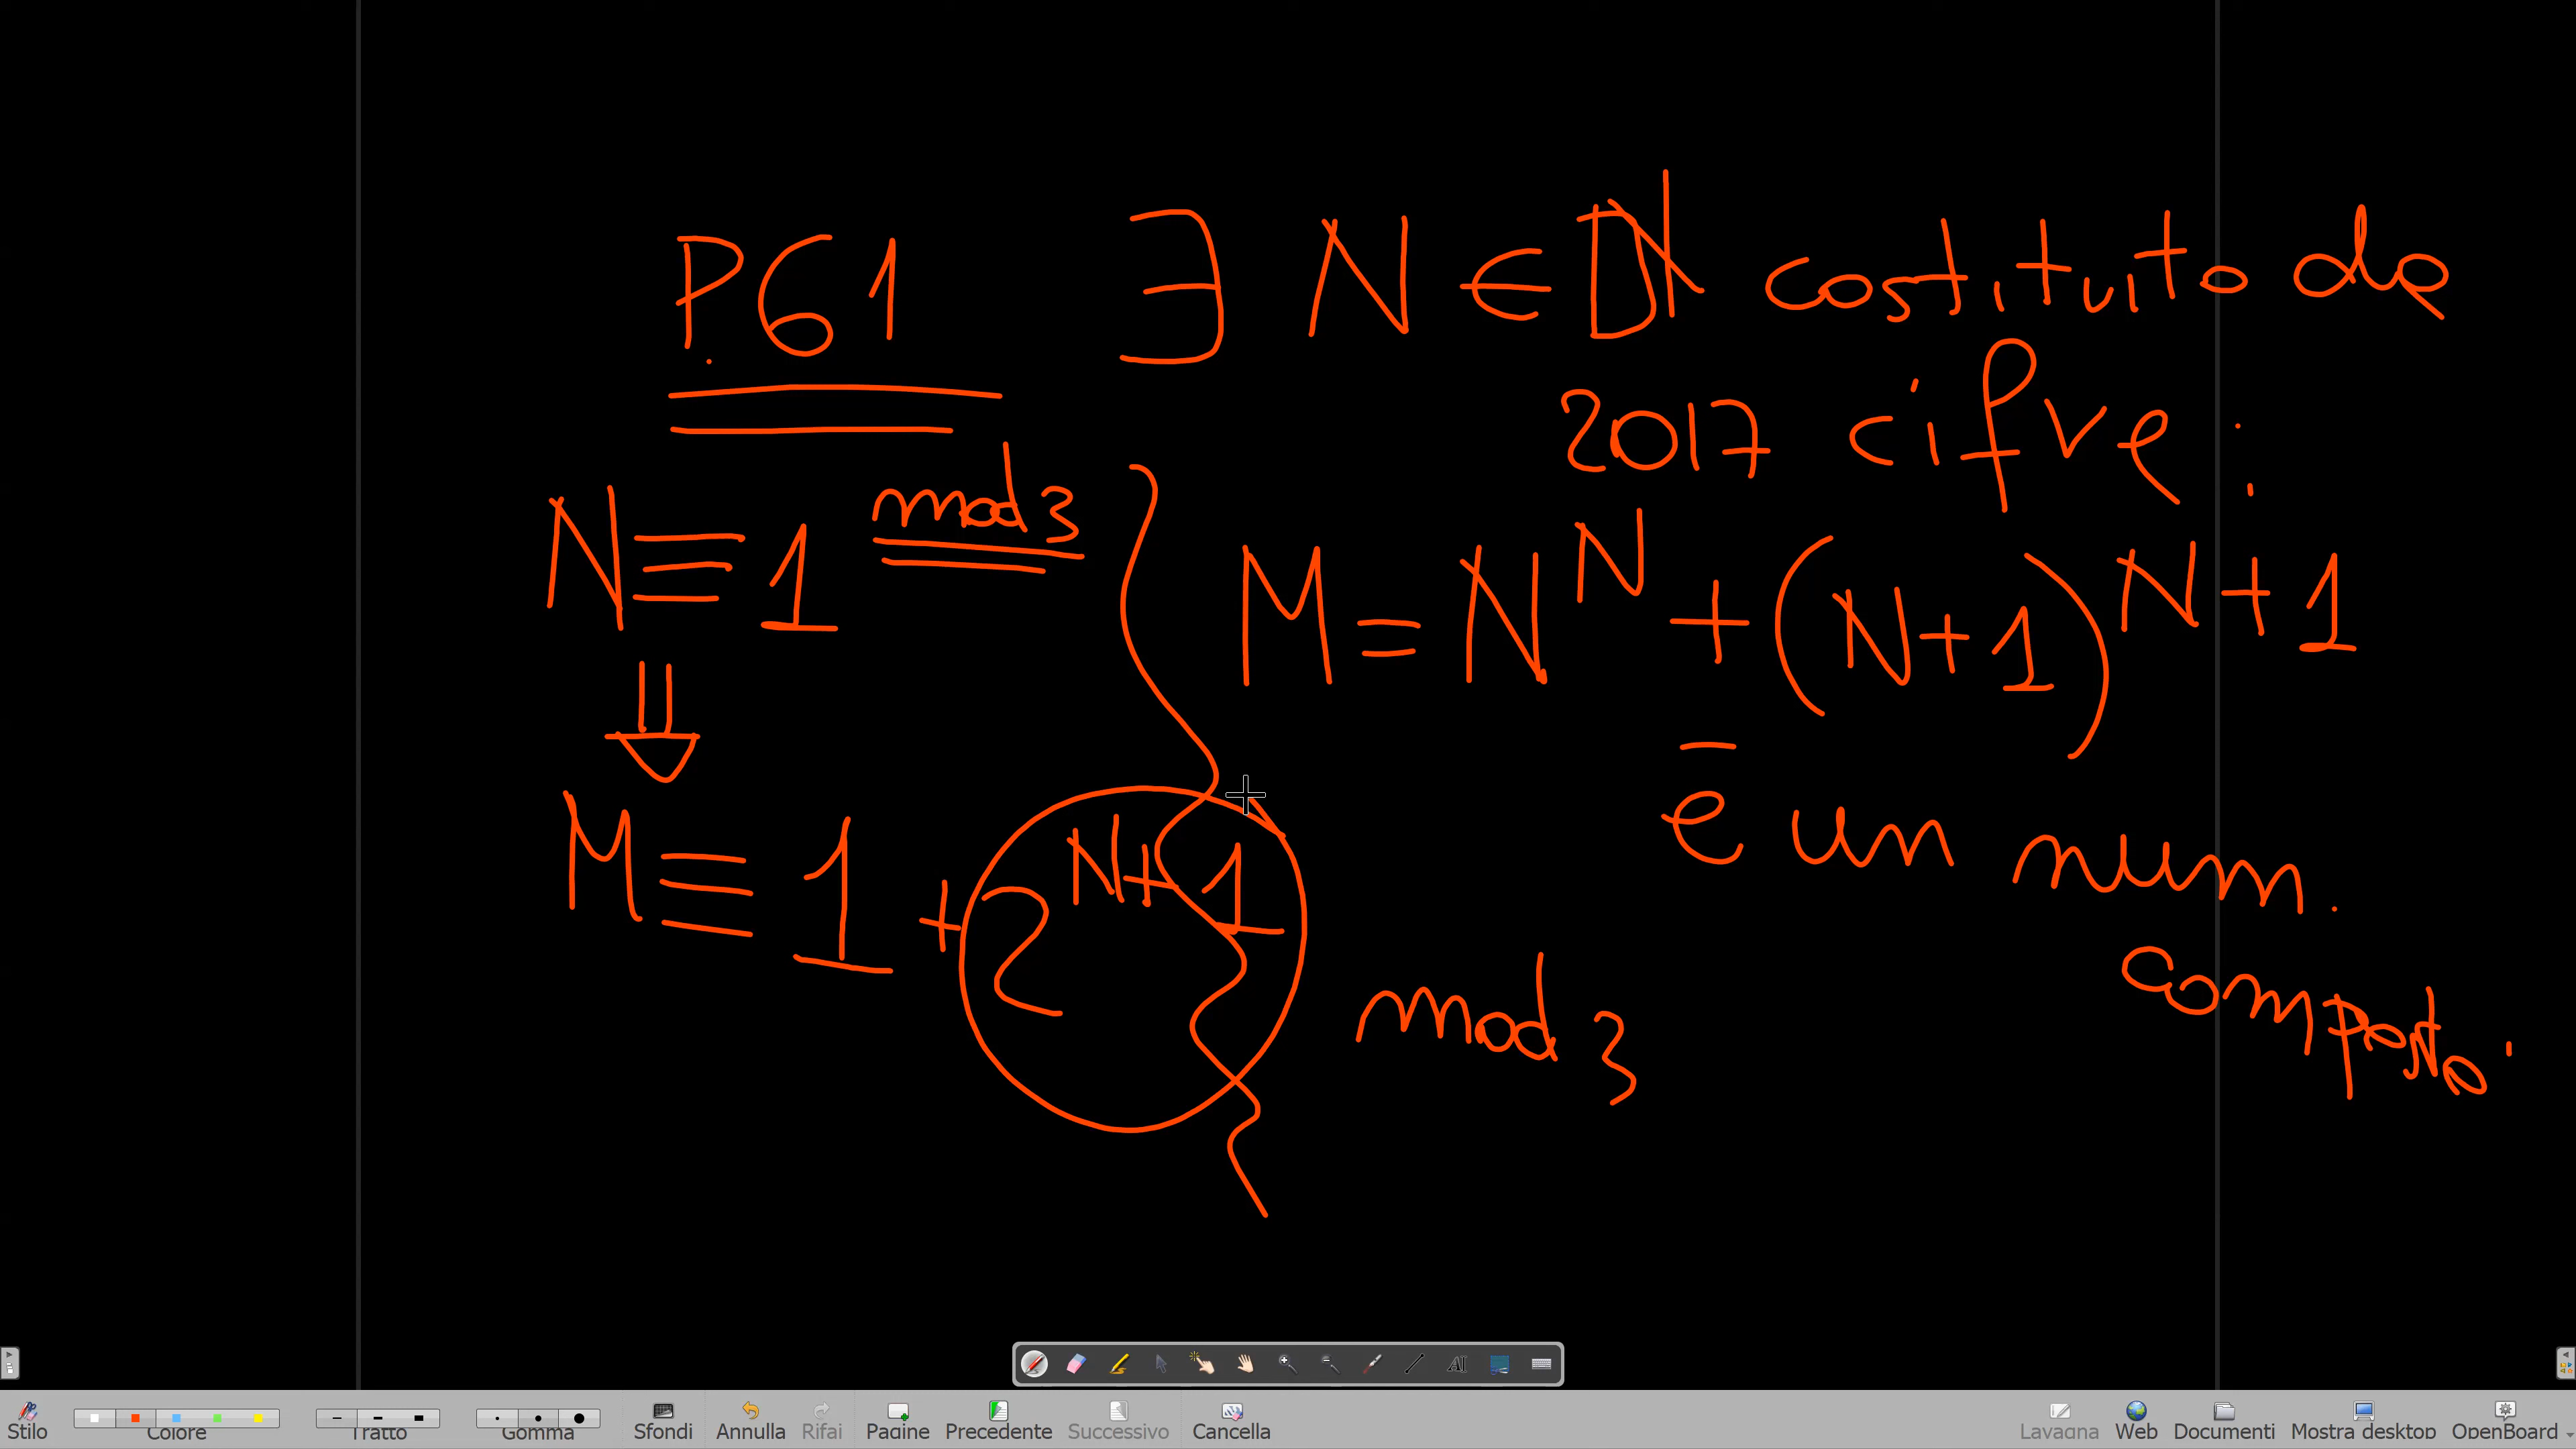 P.61 ∃ N ∈ ℕ costituito da
2017 cifre :
N ≡ 1 mod 3
M = N^N + (N+1)^{N+1}
⇓
è un num.
M ≡ 1 + 2^{N+1} mod 3
composto.
Stilo Colore Tratto Gomma Sfondi Annulla Rifai Pagine Precedente Successivo Cancella Lavagna Web Documenti Mostra desktop OpenBoard